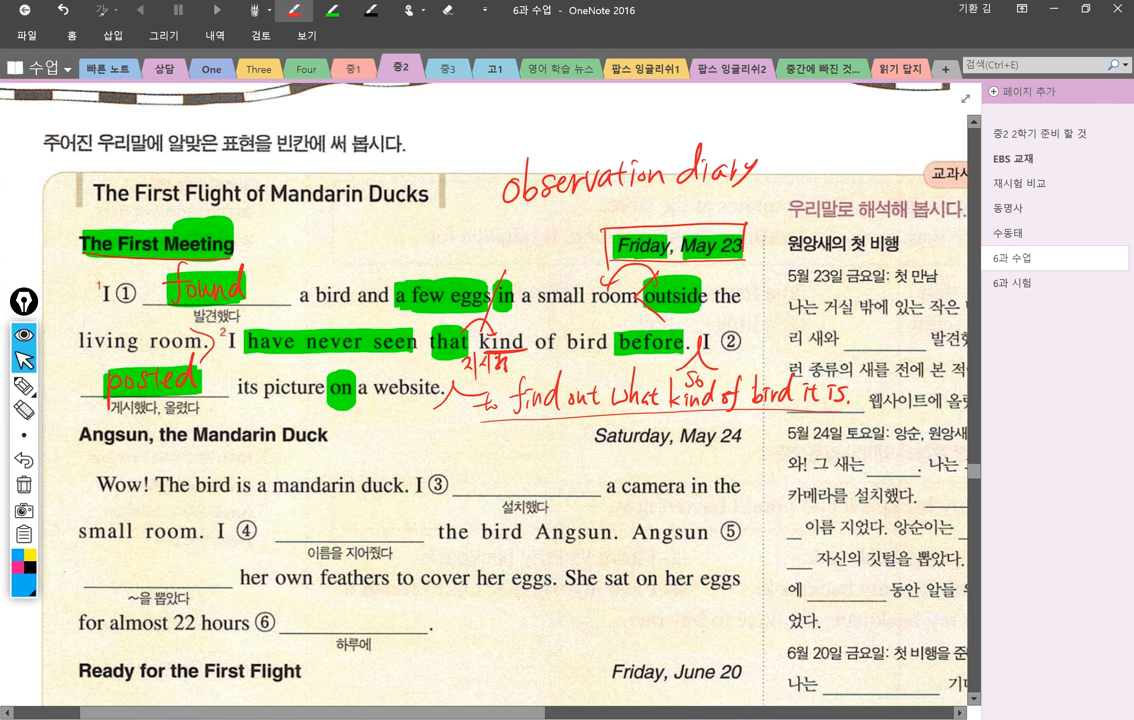 6과 수업 - OneNote 2016
기환 김
파일 홈 삽입 그리기 내역 검토 보기
수업 빠른 노트 상담 One Three Four 중1 중2 중3 고1 영어 학습 뉴스 팝스 잉글리쉬1 팝스 잉글리쉬2 중간에 빠진 것... 읽기 답지 +
검색(Ctrl+E)
페이지 추가
중2 2학기 준비 할 것
EBS 교재
재시험 비교
동명사
수동태
6과 수업
6과 시험
주어진 우리말에 알맞은 표현을 빈칸에 써 봅시다.
observation diary
The First Flight of Mandarin Ducks
The First Meeting Friday, May 23
1 I ① found a bird and a few eggs in a small room outside the
발견했다
living room. 2 I have never seen that kind of bird before. I ②
지시형
so
posted its picture on a website. to find out what kind of bird it is.
게시했다, 올렸다
Angsun, the Mandarin Duck Saturday, May 24
Wow! The bird is a mandarin duck. I ③ a camera in the
설치했다
small room. I ④ the bird Angsun. Angsun ⑤
이름을 지어줬다
her own feathers to cover her eggs. She sat on her eggs
~을 뽑았다
for almost 22 hours ⑥ .
하루에
Ready for the First Flight Friday, June 20
교과서
우리말로 해석해 봅시다.
원앙새의 첫 비행
5월 23일 금요일: 첫 만남
나는 거실 밖에 있는 작은
리 새와 발견했
런 종류의 새를 전에 본 적
웹사이트에 올렸
5월 24일 토요일: 앙순, 원앙새
와! 그 새는 . 나는
카메라를 설치했다.
이름 지었다. 앙순이는
자신의 깃털을 뽑았다.
에 동안 알들
었다.
6월 20일 금요일: 첫 비행을 준
나는 기